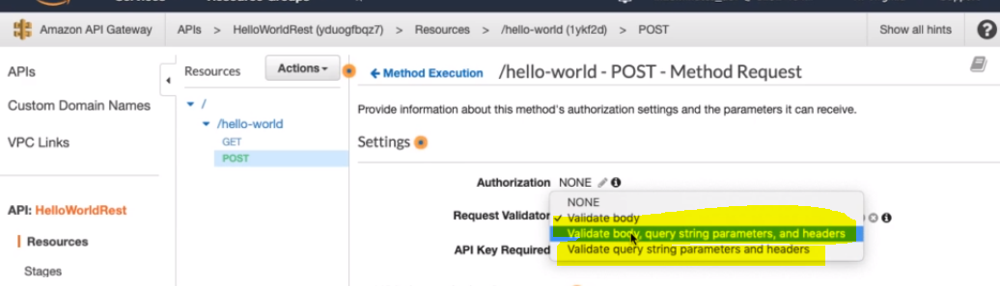 Amazon API Gateway APIs > HelloWorldRest (yduogfbqz7) > Resources > /hello-world (1ykf2d) > POST Show all hints ?
APIs
Custom Domain Names
VPC Links
API: HelloWorldRest
Resources
Stages
Resources Actions
/
/hello-world
GET
POST
Method Execution /hello-world - POST - Method Request
Provide information about this method's authorization settings and the parameters it can receive.
Settings
Authorization NONE
NONE
Request Validator ✓ Validate body
Validate body, query string parameters, and headers
API Key Required Validate query string parameters and headers